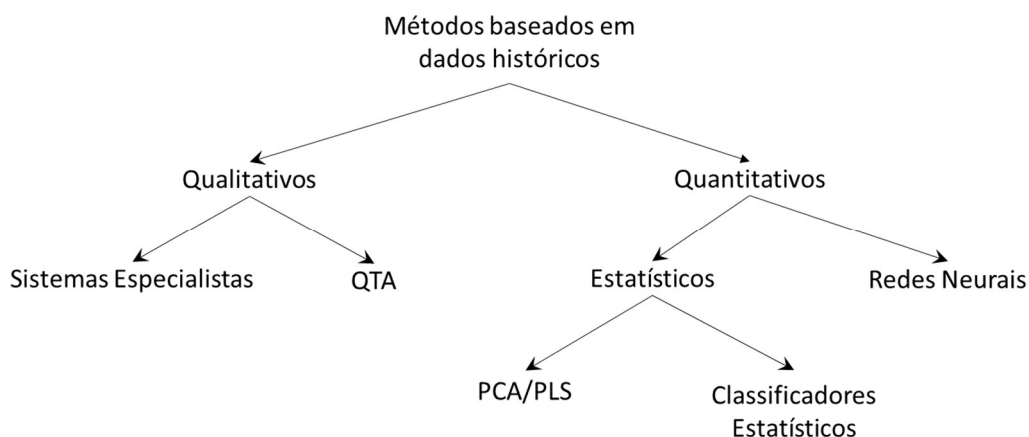 Métodos baseados em
dados históricos
Qualitativos
Quantitativos
Sistemas Especialistas
QTA
Estatísticos
Redes Neurais
PCA/PLS
Classificadores
Estatísticos